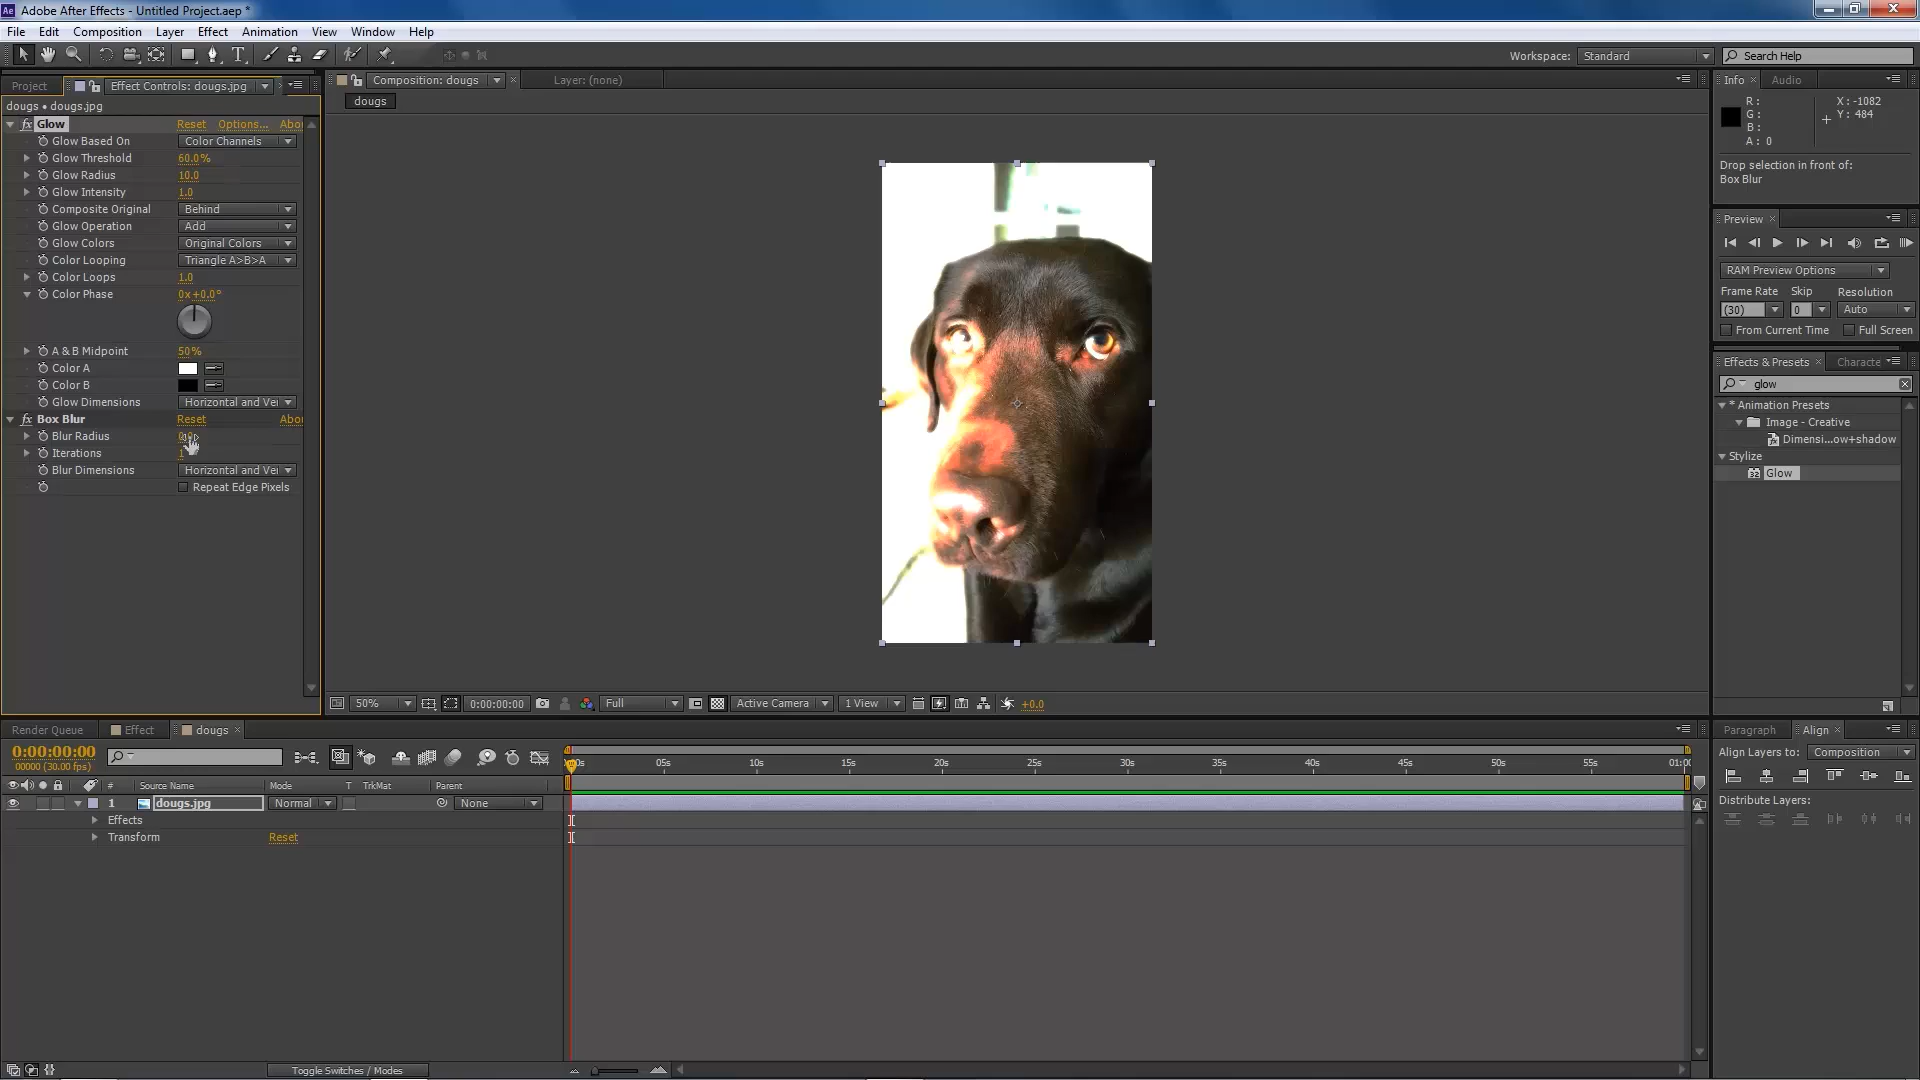 Adobe After Effects - Untitled Project.aep *
File Edit Composition Layer Effect Animation View Window Help
Workspace: Standard Search Help
Project Effect Controls: dougs.jpg Composition: dougs Layer: (none) Info Audio
dougs • dougs.jpg
dougs
R: X: -1082
G: Y: 484
B:
A: 0
Drop selection in front of:
Box Blur
Glow Reset Options... Abou
Glow Based On Color Channels
Glow Threshold 60.0%
Glow Radius 10.0
Glow Intensity 1.0
Composite Original Behind
Glow Operation Add
Glow Colors Original Colors
Color Looping Triangle A>B>A
Color Loops 1.0
Color Phase 0x+0.0°
A & B Midpoint 50%
Color A
Color B
Glow Dimensions Horizontal and Ver
Box Blur Reset Abou
Blur Radius
Iterations 1
Blur Dimensions Horizontal and Ver
Repeat Edge Pixels
Preview
RAM Preview Options
Frame Rate Skip Resolution
(30) 0 Auto
From Current Time Full Screen
Effects & Presets Characte
glow
* Animation Presets
Image - Creative
Dimensi...ow+shadow
Stylize
Glow
50% 0:00:00:00 Full Active Camera 1 View +0.0
Render Queue Effect dougs
0:00:00:00
00000 (30.00 fps)
# Source Name Mode T TrkMat Parent
1 dougs.jpg Normal None
Effects
Transform Reset
05s 10s 15s 20s 25s 30s 35s 40s 45s 50s 55s
Toggle Switches / Modes
Paragraph Align
Align Layers to: Composition
Distribute Layers: